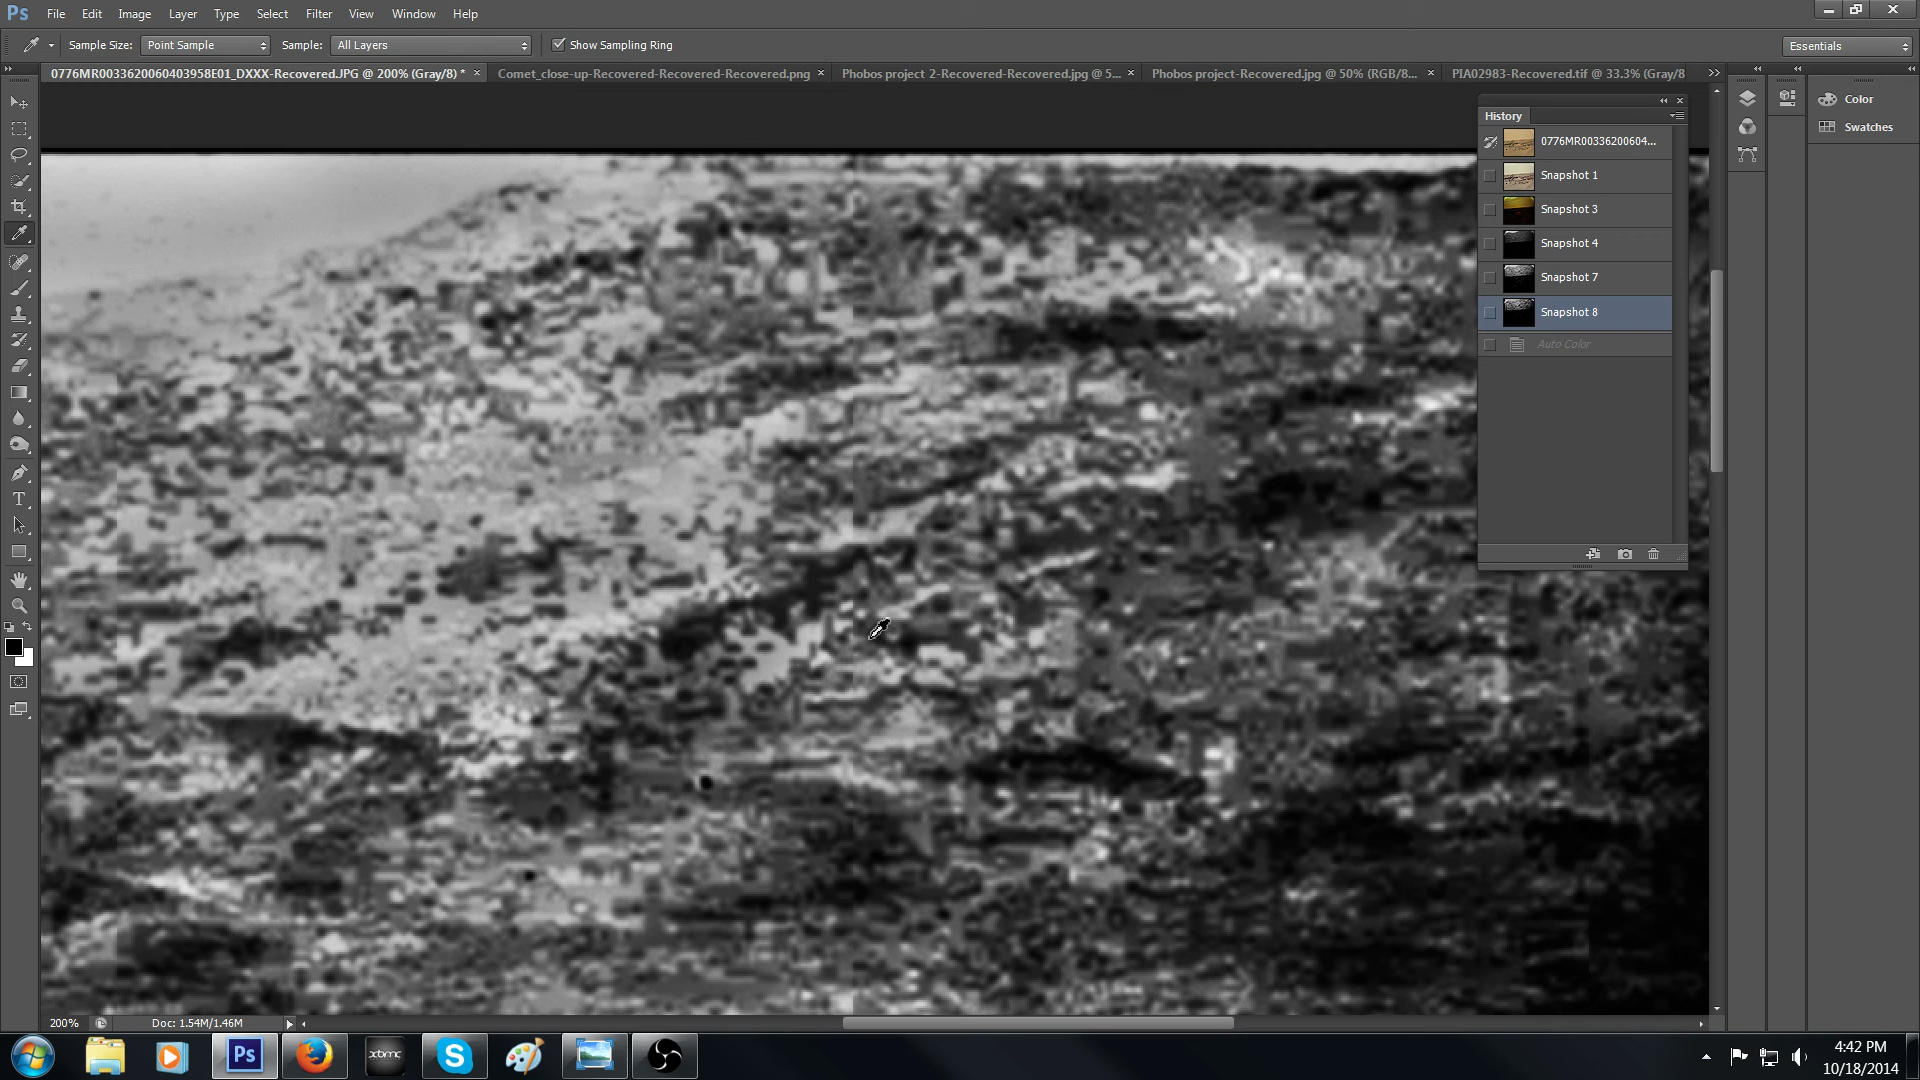 Ps File Edit Image Layer Type Select Filter View Window Help
Sample Size: Point Sample Sample: All Layers Show Sampling Ring Essentials
0776MR0033620060403958E01_DXXX-Recovered.JPG @ 200% (Gray/8) * × Comet_close-up-Recovered-Recovered-Recovered.png × Phobos project 2-Recovered-Recovered.jpg @ 5... × Phobos project-Recovered.jpg @ 50% (RGB/8... × PIA02983-Recovered.tif @ 33.3% (Gray/8
Color
Swatches
History
0776MR00336200604...
Snapshot 1
Snapshot 3
Snapshot 4
Snapshot 7
Snapshot 8
Auto Color
T
200% Doc: 1.54M/1.46M
Ps xbmc S
4:42 PM
10/18/2014